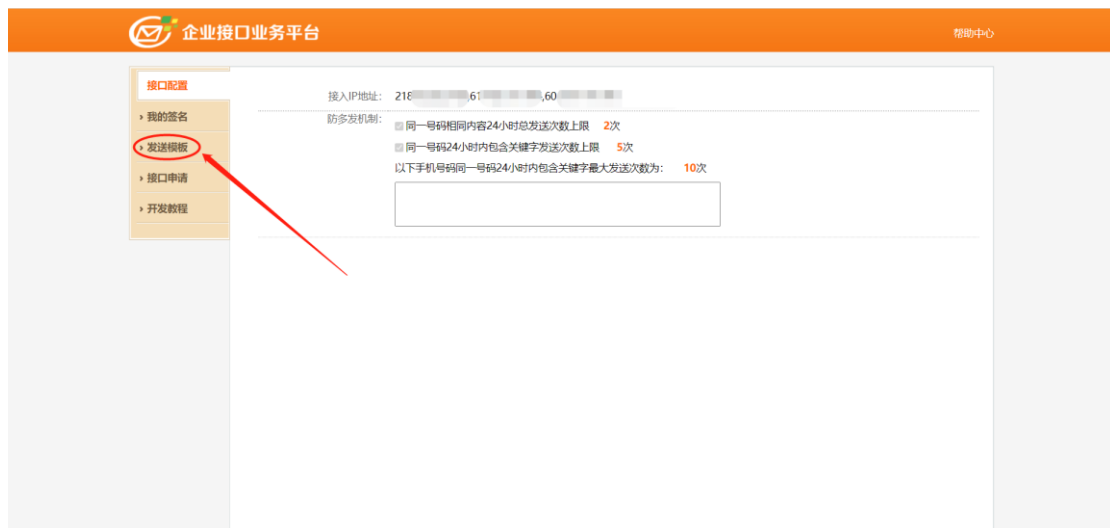 企业接口业务平台
帮助中心
接口配置
我的签名
发送模板
接口申请
开发教程
接入IP地址: 218 ,61 ,60
防多发机制:
同一号码相同内容24小时总发送次数上限 2次
同一号码24小时内包含关键字发送次数上限 5次
以下手机号码同一号码24小时内包含关键字最大发送次数为: 10次